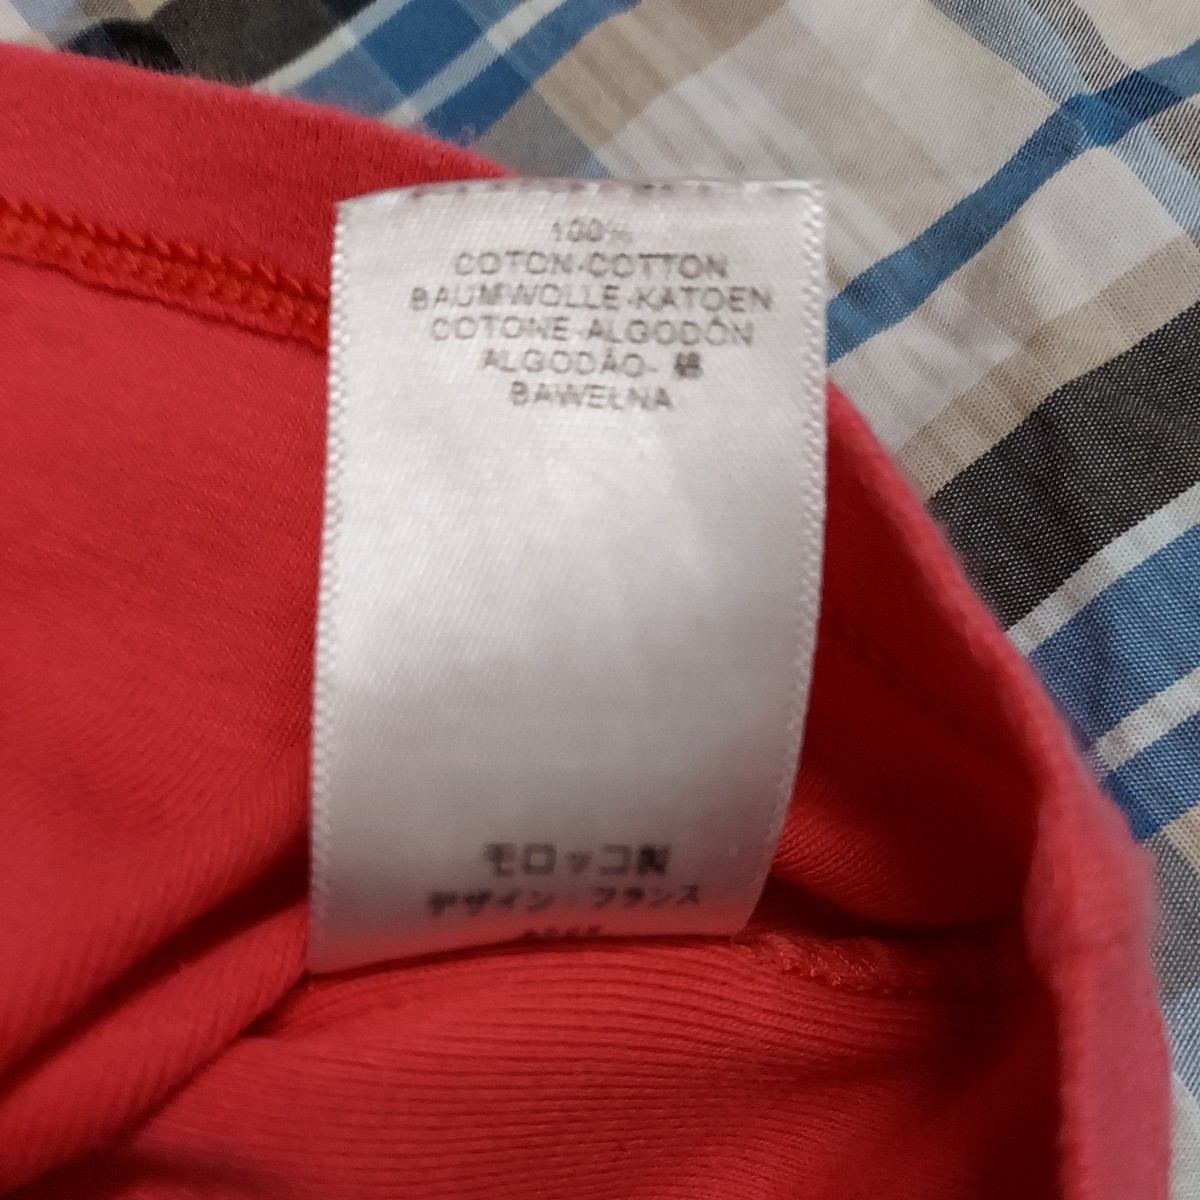 100%
COTON-COTTON
BAUMWOLLE-KATOEN
COTONE-ALGODÓN
ALGODÃO- 綿
BAWEŁNA
モロッコ製
デザイン：フランス